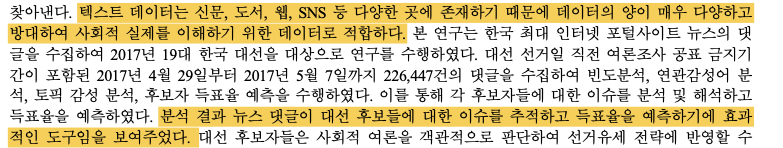 찾아낸다. 텍스트 데이터는 신문, 도서, 웹, SNS 등 다양한 곳에 존재하기 때문에 데이터의 양이 매우 다양하고
방대하여 사회적 실제를 이해하기 위한 데이터로 적합하다. 본 연구는 한국 최대 인터넷 포털사이트 뉴스의 댓
글을 수집하여 2017년 19대 한국 대선을 대상으로 연구를 수행하였다. 대선 선거일 직전 여론조사 공표 금지기
간이 포함된 2017년 4월 29일부터 2017년 5월 7일까지 226,447건의 댓글을 수집하여 빈도분석, 연관감성어 분
석, 토픽 감성 분석, 후보자 득표율 예측을 수행하였다. 이를 통해 각 후보자들에 대한 이슈를 분석 및 해석하고
득표율을 예측하였다. 분석 결과 뉴스 댓글이 대선 후보들에 대한 이슈를 추적하고 득표율을 예측하기에 효과
적인 도구임을 보여주었다. 대선 후보자들은 사회적 여론을 객관적으로 판단하여 선거유세 전략에 반영할 수